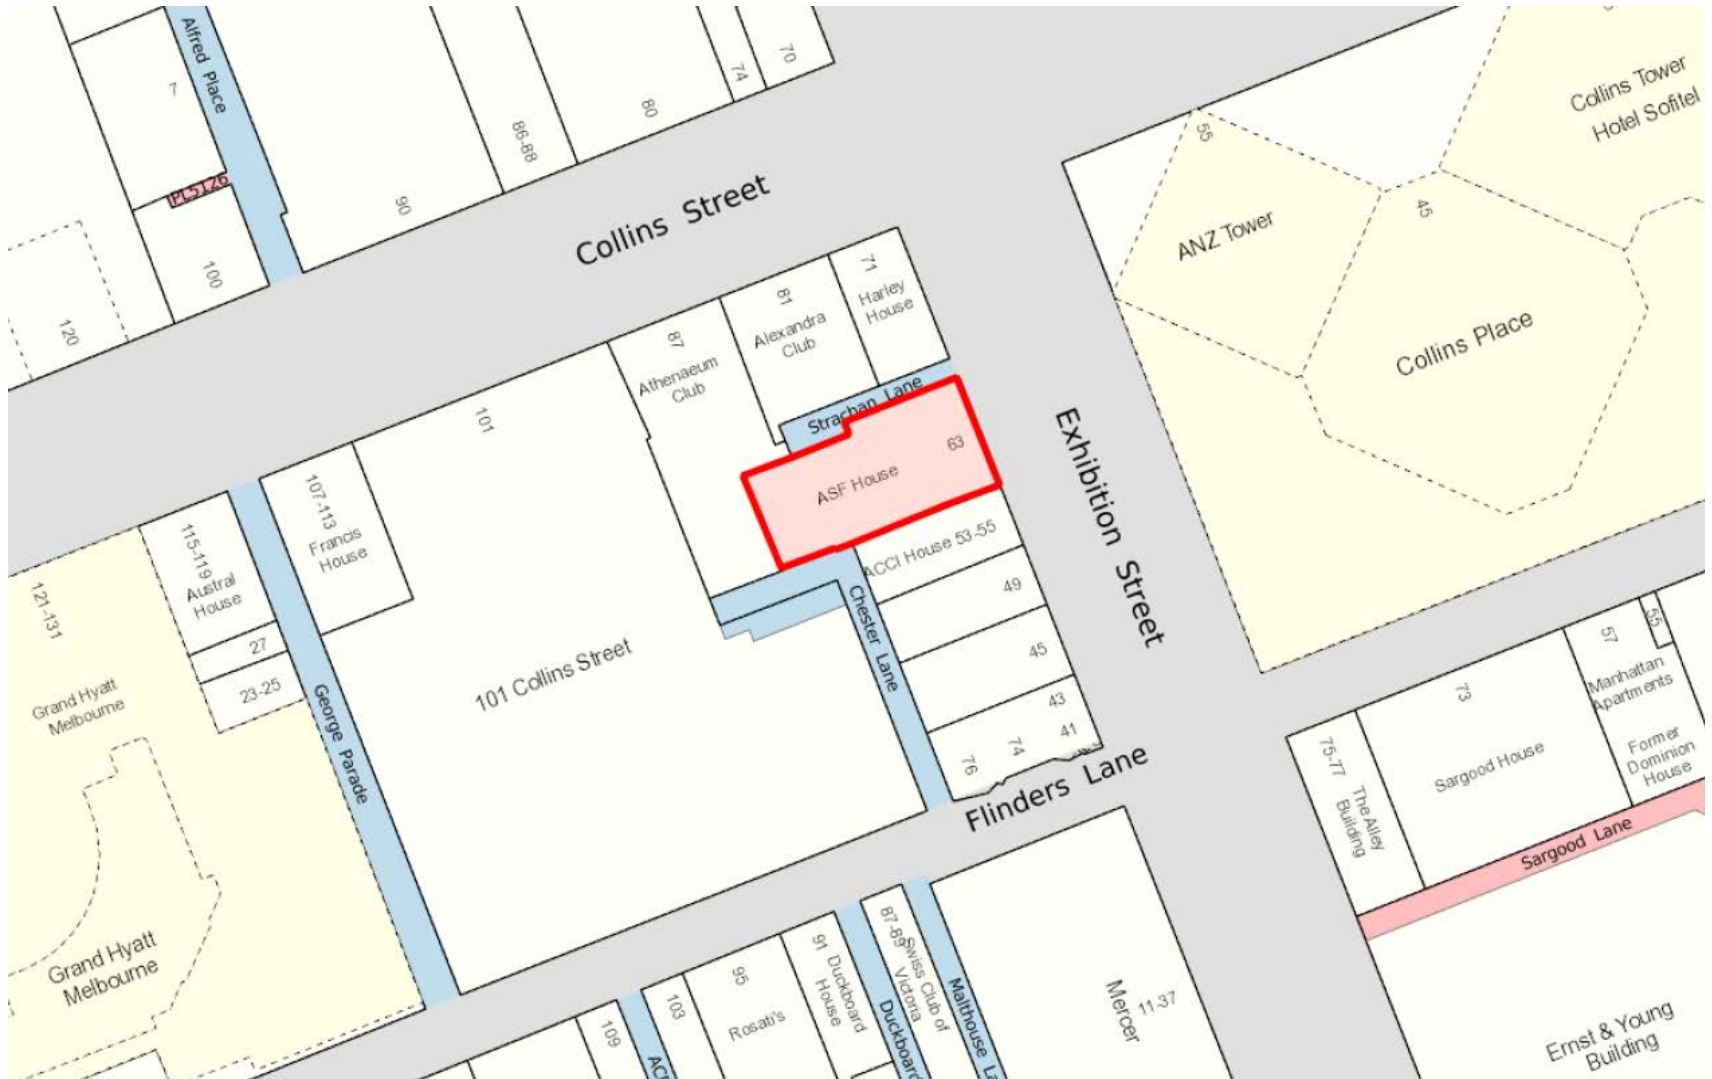 Alfred Place
7
PL5126
100
120
90
86-88
80
74
70
Collins Street
55
ANZ Tower
45
Collins Place
Collins Tower
Hotel Sofitel
71
Harley
House
81
Alexandra
Club
87
Athenaeum
Club
Strachan Lane
63
ASF House
101
107-113
Francis
House
115-119
Austral
House
27
23-25
121-131
Grand Hyatt
Melbourne
Grand Hyatt
Melbourne
George Parade
101 Collins Street
Chester Lane
ACCI House 53-55
49
45
43
41
74
76
Exhibition Street
Flinders Lane
57
55
Manhattan
Apartments
73
Sargood House
Former
Dominion
House
75-77
The Alley
Building
Sargood Lane
87-89
Swiss Club of
Victoria
Malthouse La
Duckboard
91
Duckboard
House
95
Rosati's
103
109
Mercer
11-37
Ernst & Young
Building